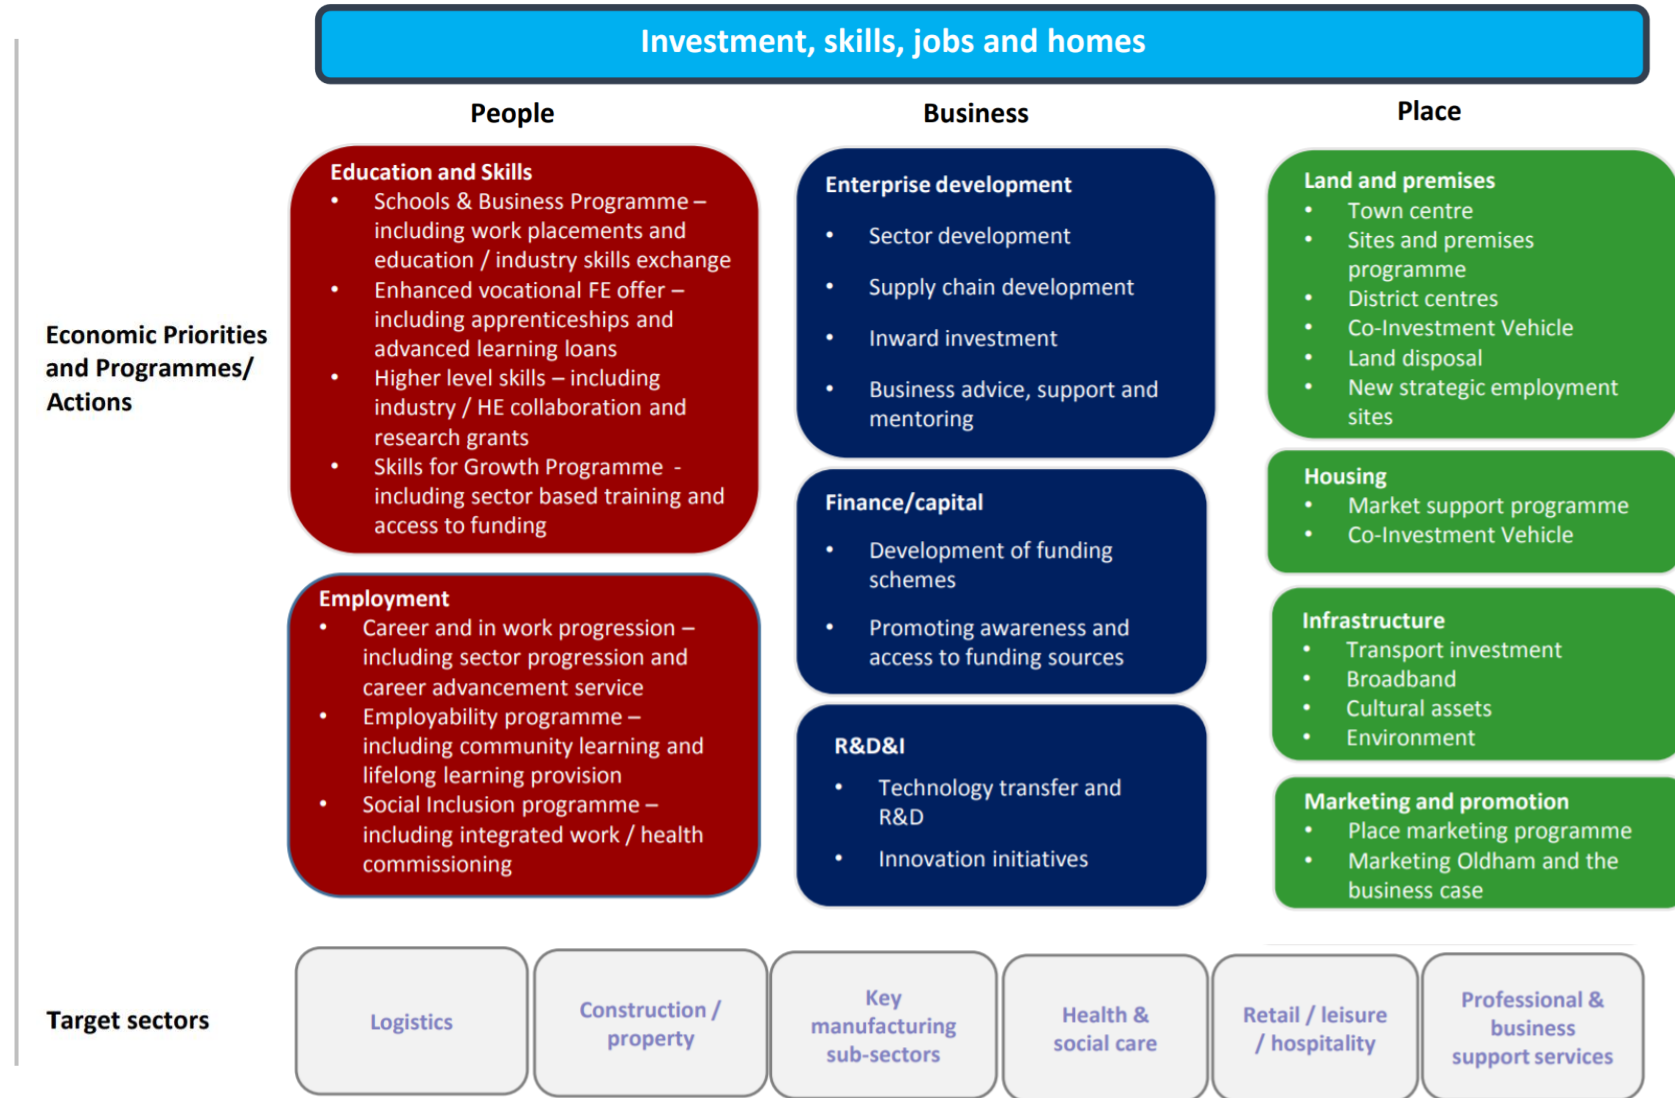 Investment, skills, jobs and homes
People
Business
Place
Economic Priorities
and Programmes/
Actions
Education and Skills
• Schools & Business Programme –
including work placements and
education / industry skills exchange
• Enhanced vocational FE offer –
including apprenticeships and
advanced learning loans
• Higher level skills – including
industry / HE collaboration and
research grants
• Skills for Growth Programme -
including sector based training and
access to funding
Employment
• Career and in work progression –
including sector progression and
career advancement service
• Employability programme –
including community learning and
lifelong learning provision
• Social Inclusion programme –
including integrated work / health
commissioning
Enterprise development
• Sector development
• Supply chain development
• Inward investment
• Business advice, support and
mentoring
Finance/capital
• Development of funding
schemes
• Promoting awareness and
access to funding sources
R&D&I
• Technology transfer and
R&D
• Innovation initiatives
Land and premises
• Town centre
• Sites and premises
programme
• District centres
• Co-Investment Vehicle
• Land disposal
• New strategic employment
sites
Housing
• Market support programme
• Co-Investment Vehicle
Infrastructure
• Transport investment
• Broadband
• Cultural assets
• Environment
Marketing and promotion
• Place marketing programme
• Marketing Oldham and the
business case
Target sectors
Logistics
Construction /
property
Key
manufacturing
sub-sectors
Health &
social care
Retail / leisure
/ hospitality
Professional &
business
support services